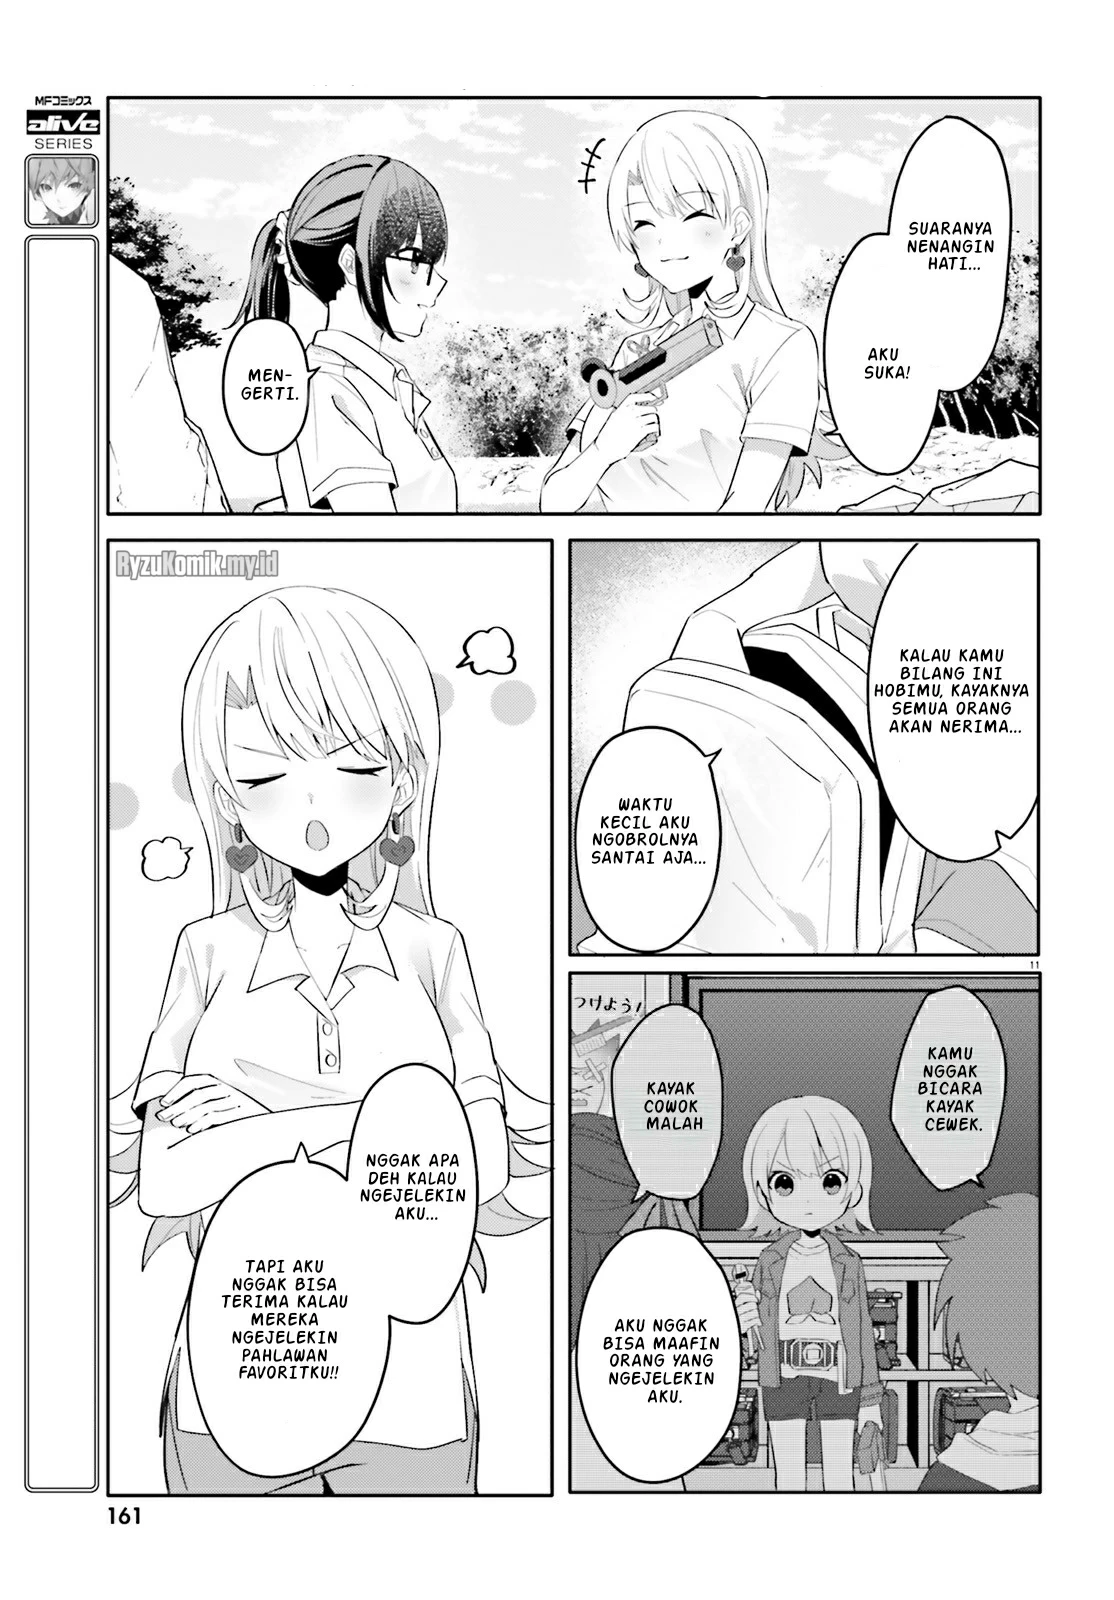 MFコミックス
alive
SERIES
SUARANYA
NENANGIN
HATI...
AKU
SUKA!
MEN-
GERTI.
KALAU KAMU
BILANG INI
HOBIMU, KAYAKNYA
SEMUA ORANG
AKAN NERIMA...
WAKTU
KECIL AKU
NGOBROLNYA
SANTAI AJA...
11
KAMU
NGGAK
BICARA
KAYAK
CEWEK.
つけよう!
KAYAK
COWOK
MALAH
AKU NGGAK
BISA MAAFIN
ORANG YANG
NGEJELEKIN
AKU.
RyzuKomik.my.id
NGGAK APA
DEH KALAU
NGEJELEKIN
AKU...
TAPI AKU
NGGAK BISA
TERIMA KALAU
MEREKA
NGEJELEKIN
PAHLAWAN
FAVORITKU!!
161